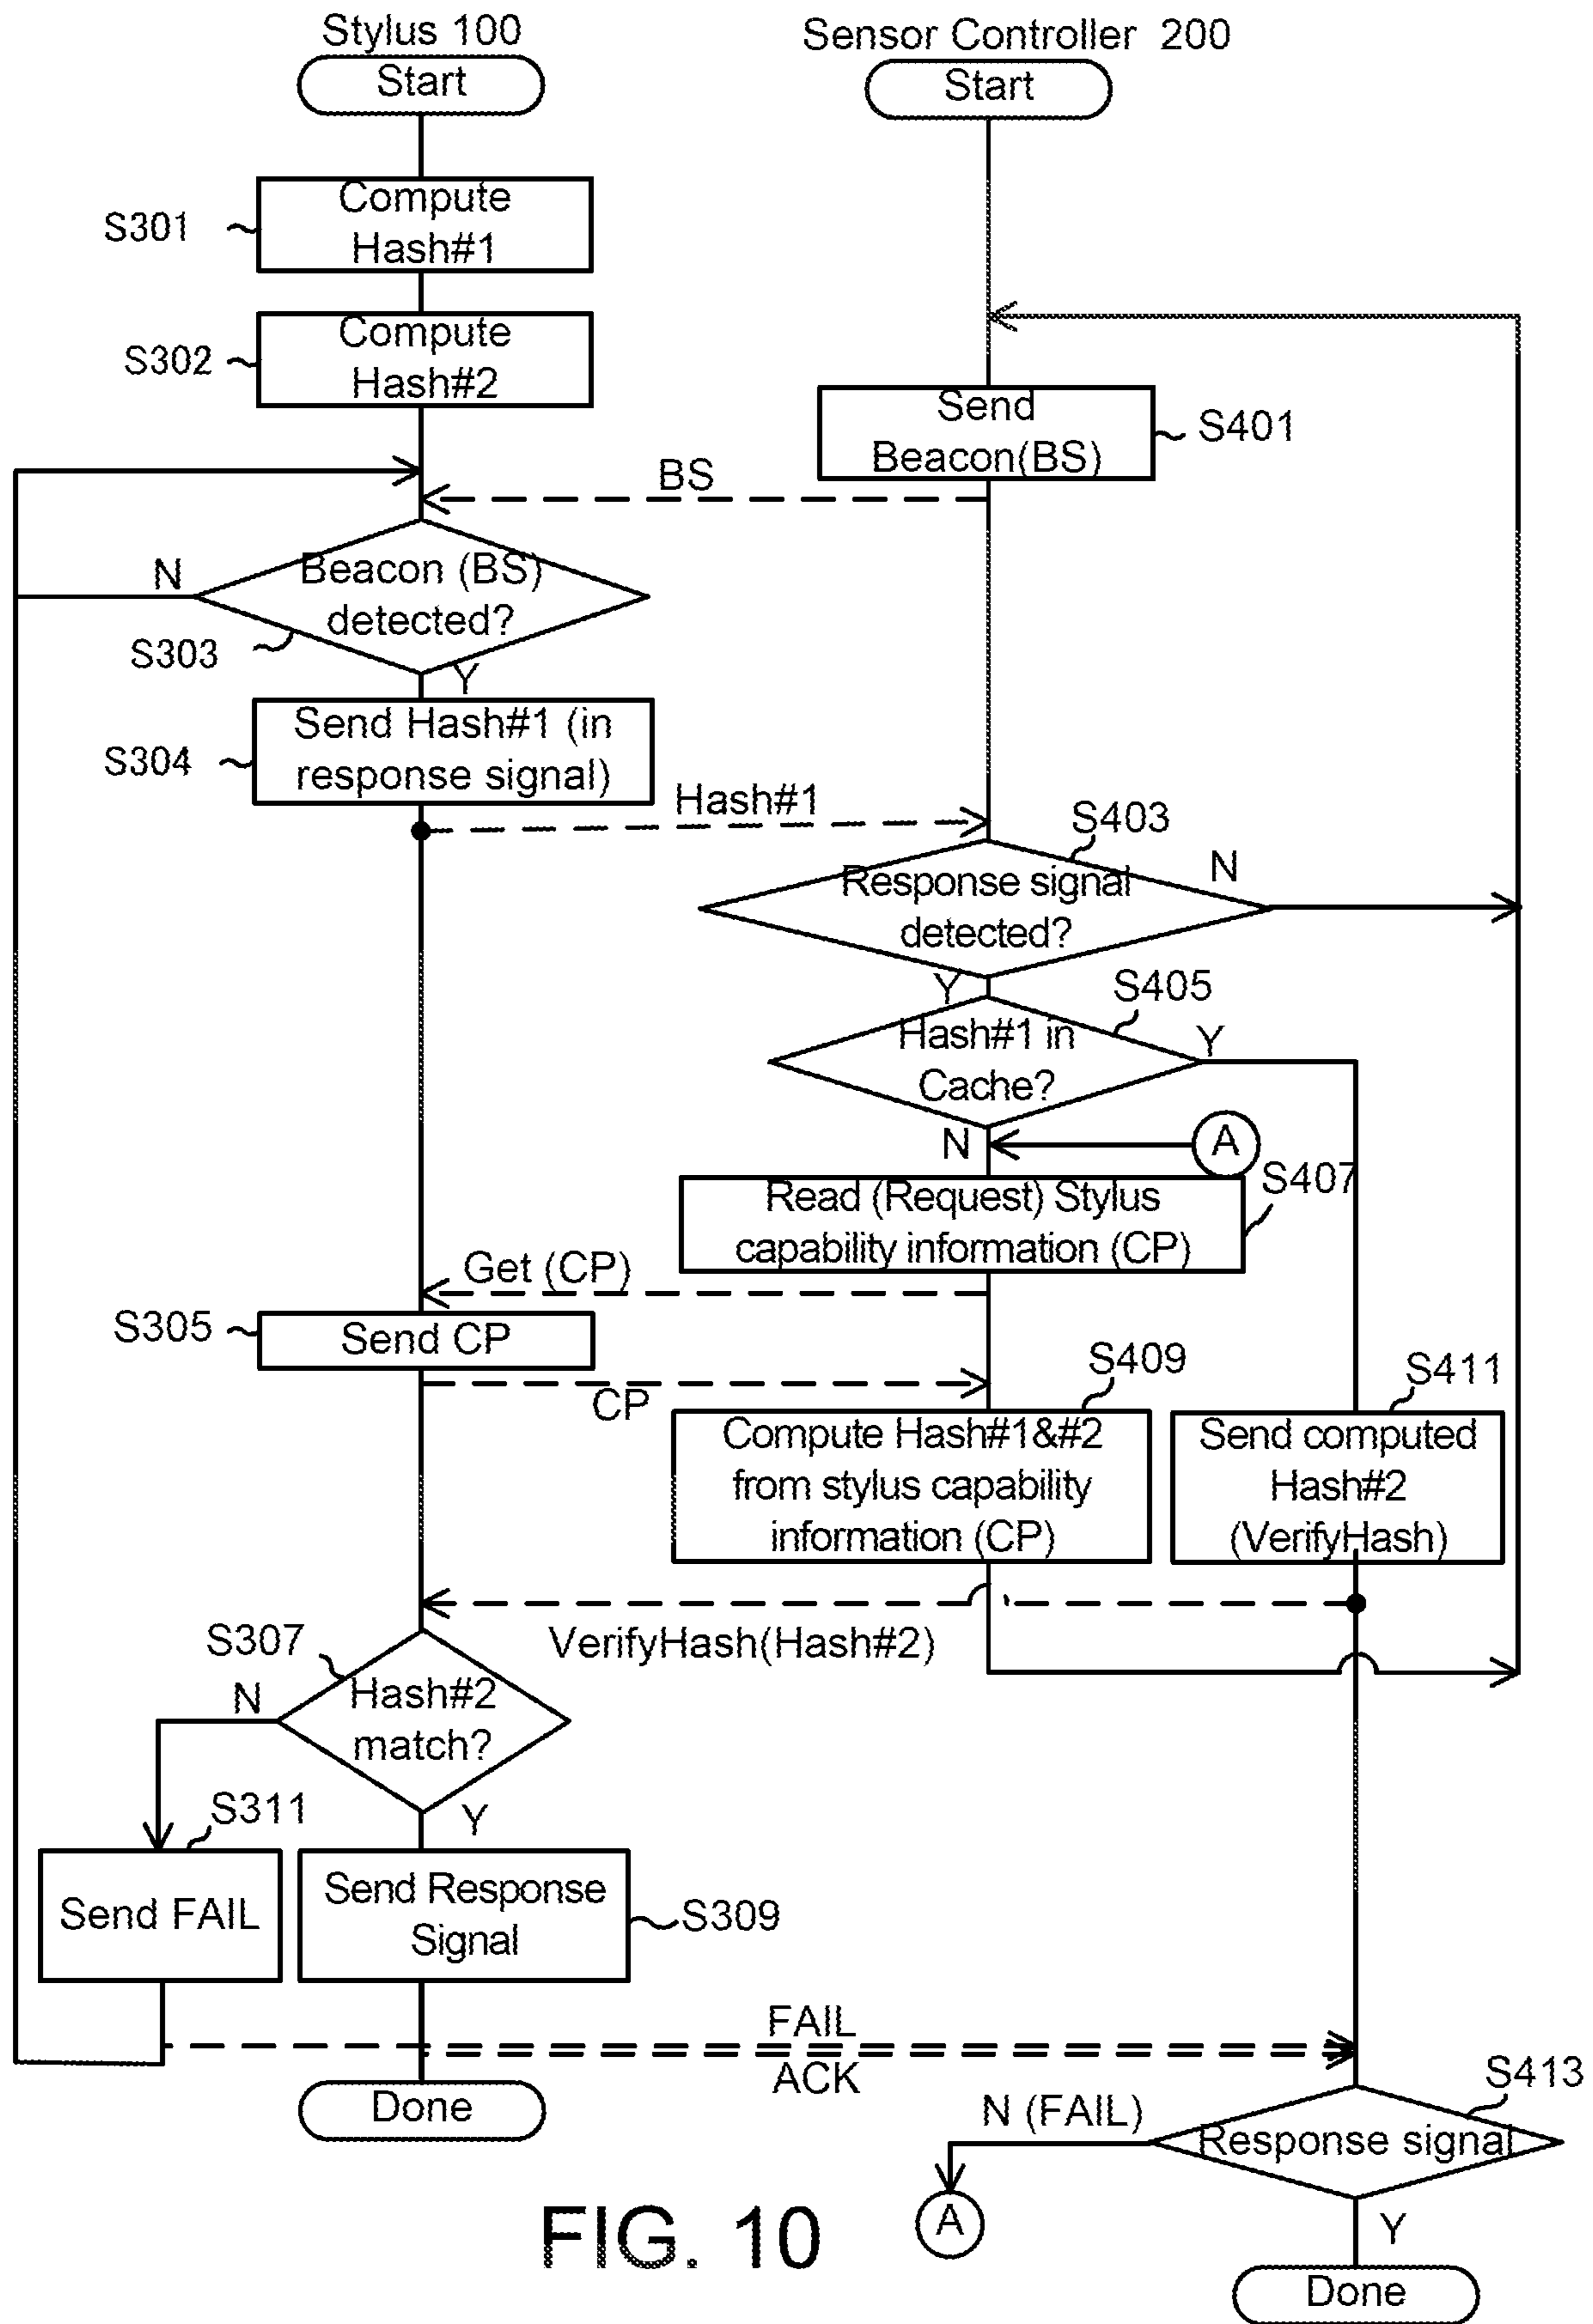 Stylus 100
Sensor Controller 200
Start
Start
S301
Compute
Hash#1
S302
Compute
Hash#2
Send
Beacon(BS)
S401
BS
N
Beacon (BS)
detected?
S303
Y
S304
Send Hash#1 (in
response signal)
Hash#1
S403
Response signal
detected?
N
Y
S405
Hash#1 in
Cache?
Y
N
A
S407
Read (Request) Stylus
capability information (CP)
Get (CP)
S305
Send CP
CP
S409
S411
Compute Hash#1&#2
from stylus capability
information (CP)
Send computed
Hash#2
(VerifyHash)
VerifyHash(Hash#2)
S307
N
Hash#2
match?
Y
S311
Send FAIL
Send Response
Signal
S309
FAIL
ACK
Done
S413
N (FAIL)
Response signal
A
Y
Done
FIG. 10